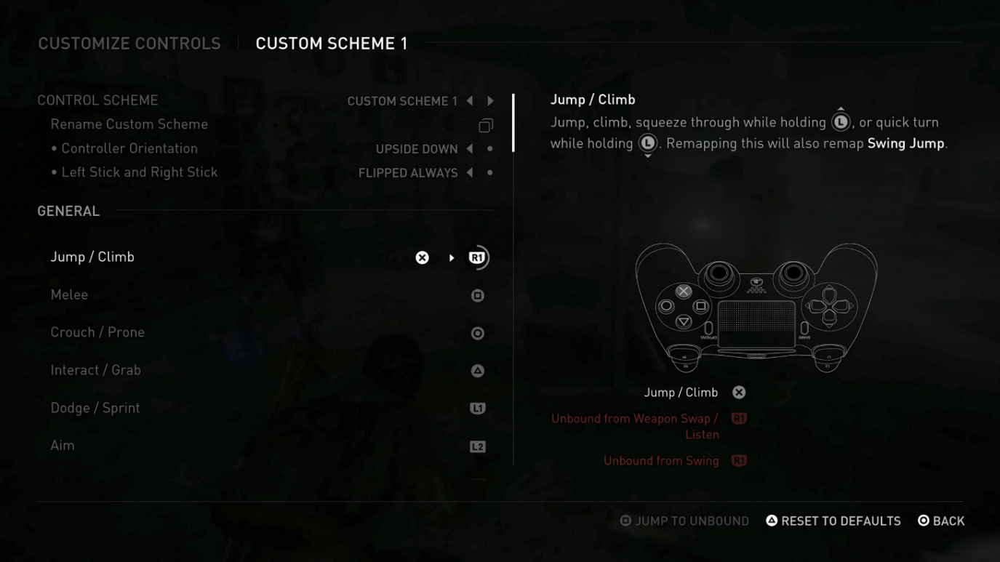 CUSTOMIZE CONTROLS
CUSTOM SCHEME 1
CONTROL SCHEME
CUSTOM SCHEME 1
Rename Custom Scheme
• Controller Orientation
UPSIDE DOWN
• Left Stick and Right Stick
FLIPPED ALWAYS
GENERAL
Jump / Climb
R1
Melee
Crouch / Prone
Interact / Grab
Dodge / Sprint
L1
Aim
L2
Jump / Climb
Jump, climb, squeeze through while holding L, or quick turn
while holding L. Remapping this will also remap Swing Jump.
OPTIONS
SHARE
Jump / Climb
Unbound from Weapon Swap / R1
Listen
Unbound from Swing R1
JUMP TO UNBOUND
RESET TO DEFAULTS
BACK